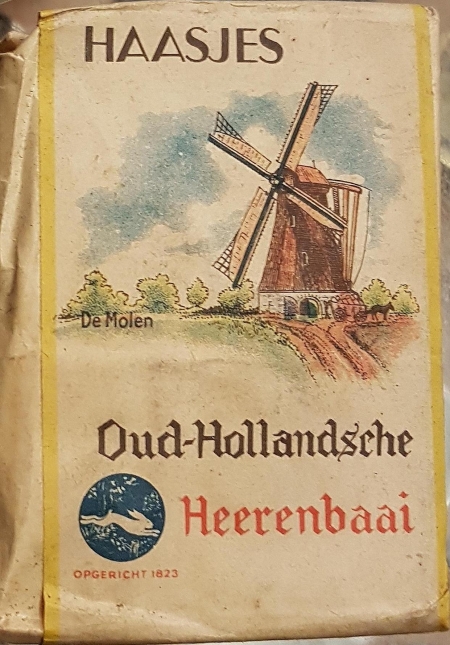 HAASJES
De Molen
Oud-Hollandsche
Heerenbaai
OPGERICHT 1823